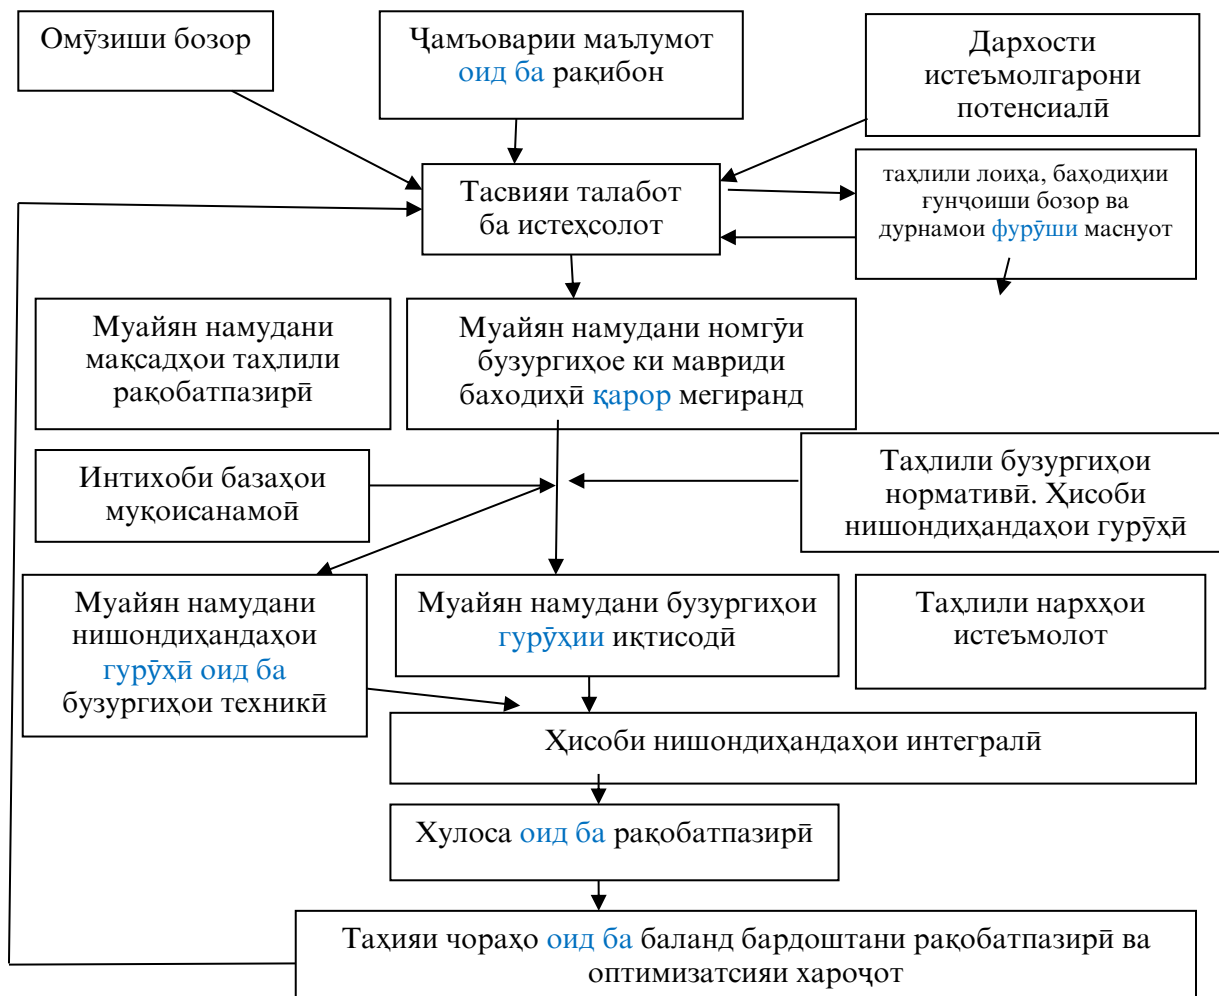 Омӯзиши бозор
Ҷамъоварии маълумот
оид ба рақибон
Дархости
истеъмолгарони
потенсиалӣ
Тасвияи талабот
ба истеҳсолот
таҳлили лоиҳа, баҳодиҳии
ғунҷоиши бозор ва
дурнамои фурӯши маснуот
Муайян намудани
мақсадҳои таҳлили
рақобатпазирӣ
Муайян намудани номгӯи
бузургиҳое ки мавриди
баходиҳӣ қарор мегиранд
Интихоби базаҳои
муқоисанамоӣ
Таҳлили бузургиҳои
нормативӣ. Ҳисоби
нишондиҳандаҳои гурӯҳӣ
Муайян намудани
нишондиҳандаҳои
гурӯҳӣ оид ба
бузургиҳои техникӣ
Муайян намудани бузургиҳои
гурӯҳии иқтисодӣ
Таҳлили нархҳои
истеъмолот
Ҳисоби нишондиҳандаҳои интегралӣ
Хулоса оид ба рақобатпазирӣ
Таҳияи чораҳо оид ба баланд бардоштани рақобатпазирӣ ва
оптимизатсияи хароҷот